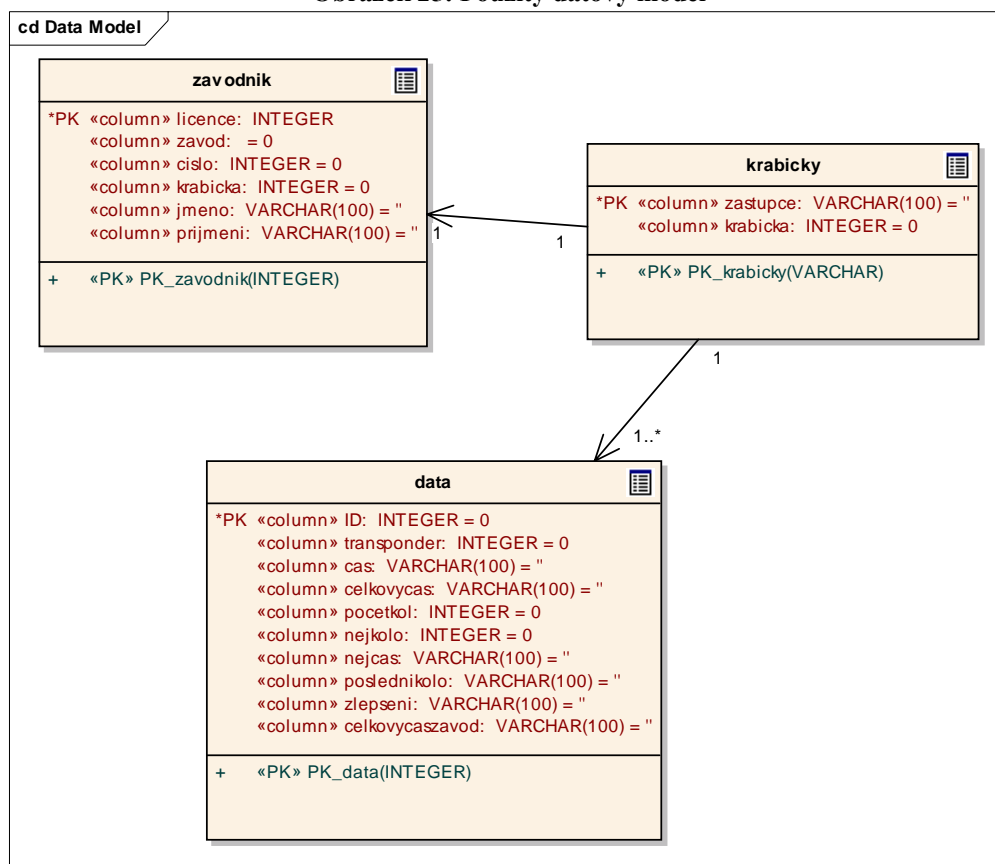 cd Data Model
zavodnik
*PK «column» licence: INTEGER
«column» zavod: = 0
«column» cislo: INTEGER = 0
«column» krabicka: INTEGER = 0
«column» jmeno: VARCHAR(100) = ''
«column» prijmeni: VARCHAR(100) = ''
+ «PK» PK_zavodnik(INTEGER)
krabicky
*PK «column» zastupce: VARCHAR(100) = ''
«column» krabicka: INTEGER = 0
+ «PK» PK_krabicky(VARCHAR)
1
1
1
1..*
data
*PK «column» ID: INTEGER = 0
«column» transponder: INTEGER = 0
«column» cas: VARCHAR(100) = ''
«column» celkovycas: VARCHAR(100) = ''
«column» pocetkol: INTEGER = 0
«column» nejkolo: INTEGER = 0
«column» nejcas: VARCHAR(100) = ''
«column» poslednikolo: VARCHAR(100) = ''
«column» zlepseni: VARCHAR(100) = ''
«column» celkovycaszavod: VARCHAR(100) = ''
+ «PK» PK_data(INTEGER)